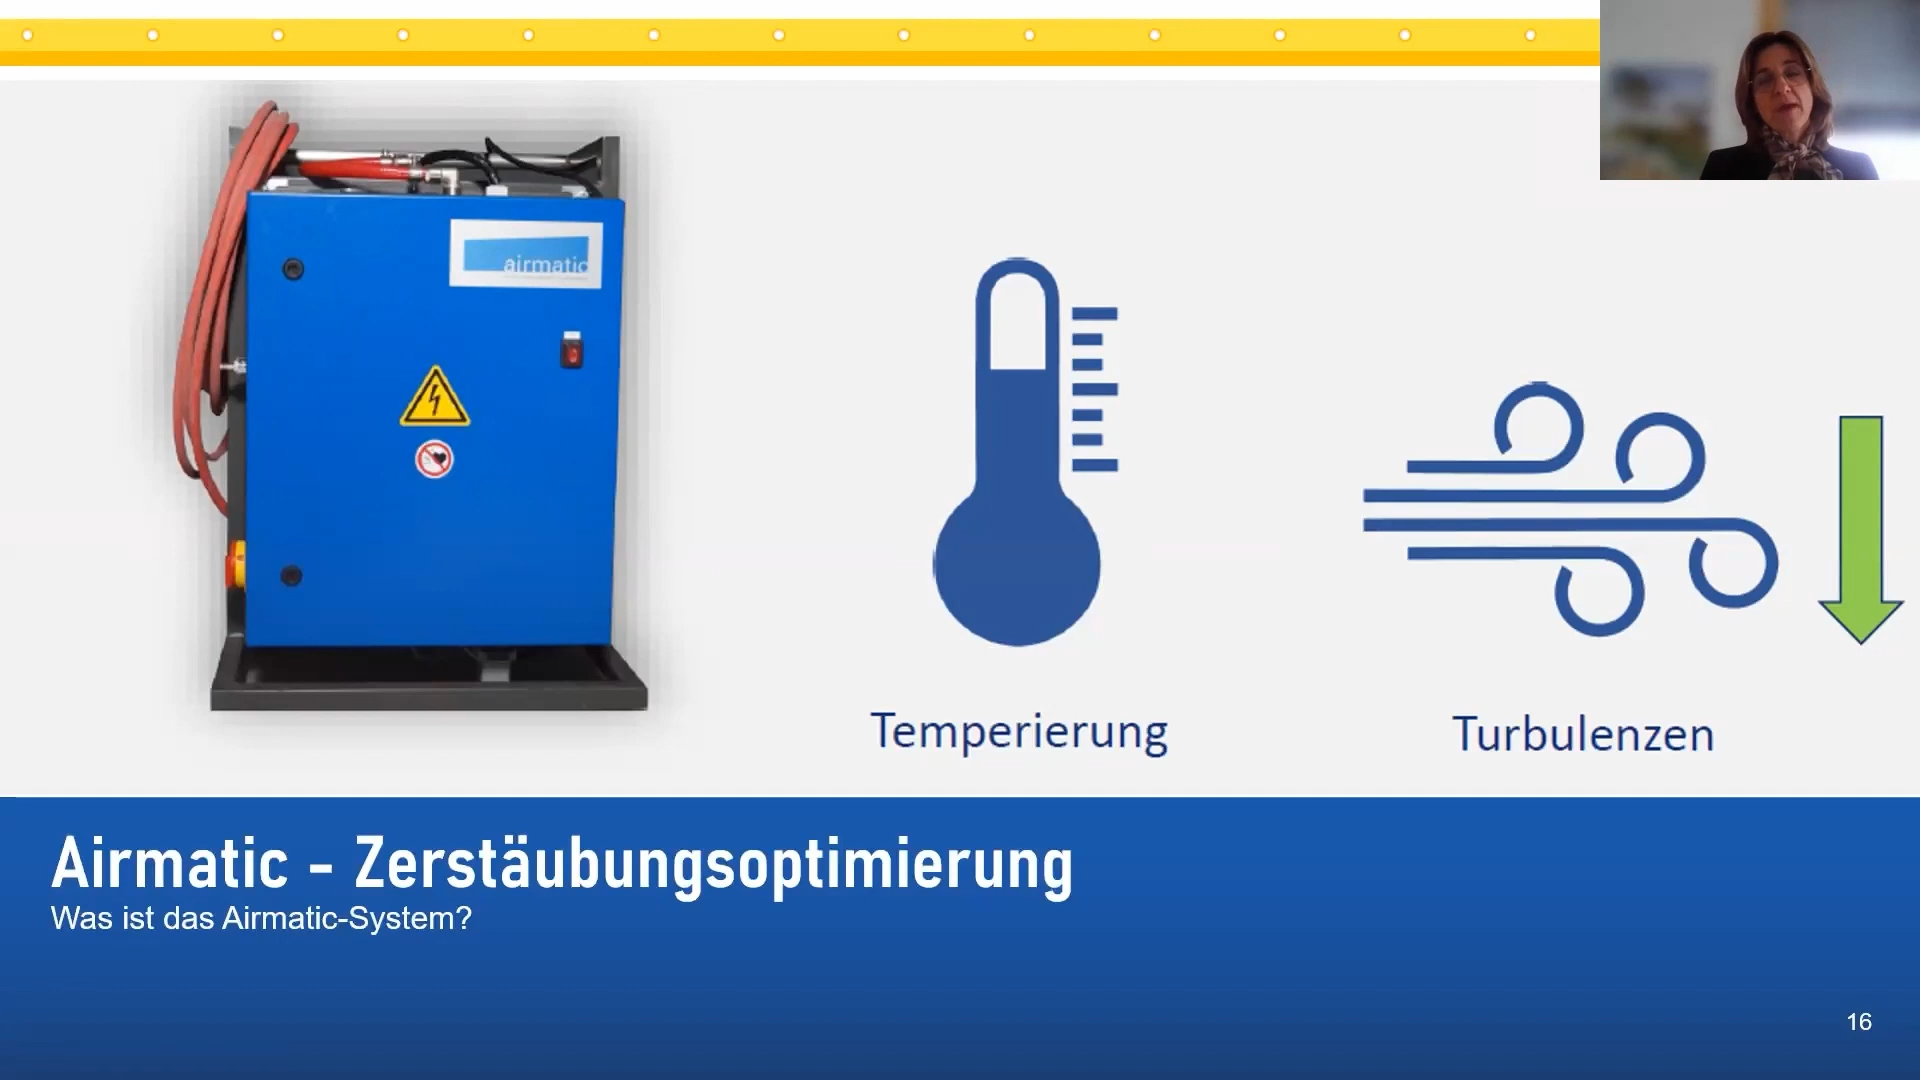 airmatic
Temperierung
Turbulenzen
Airmatic - Zerstäubungsoptimierung
Was ist das Airmatic-System?
16